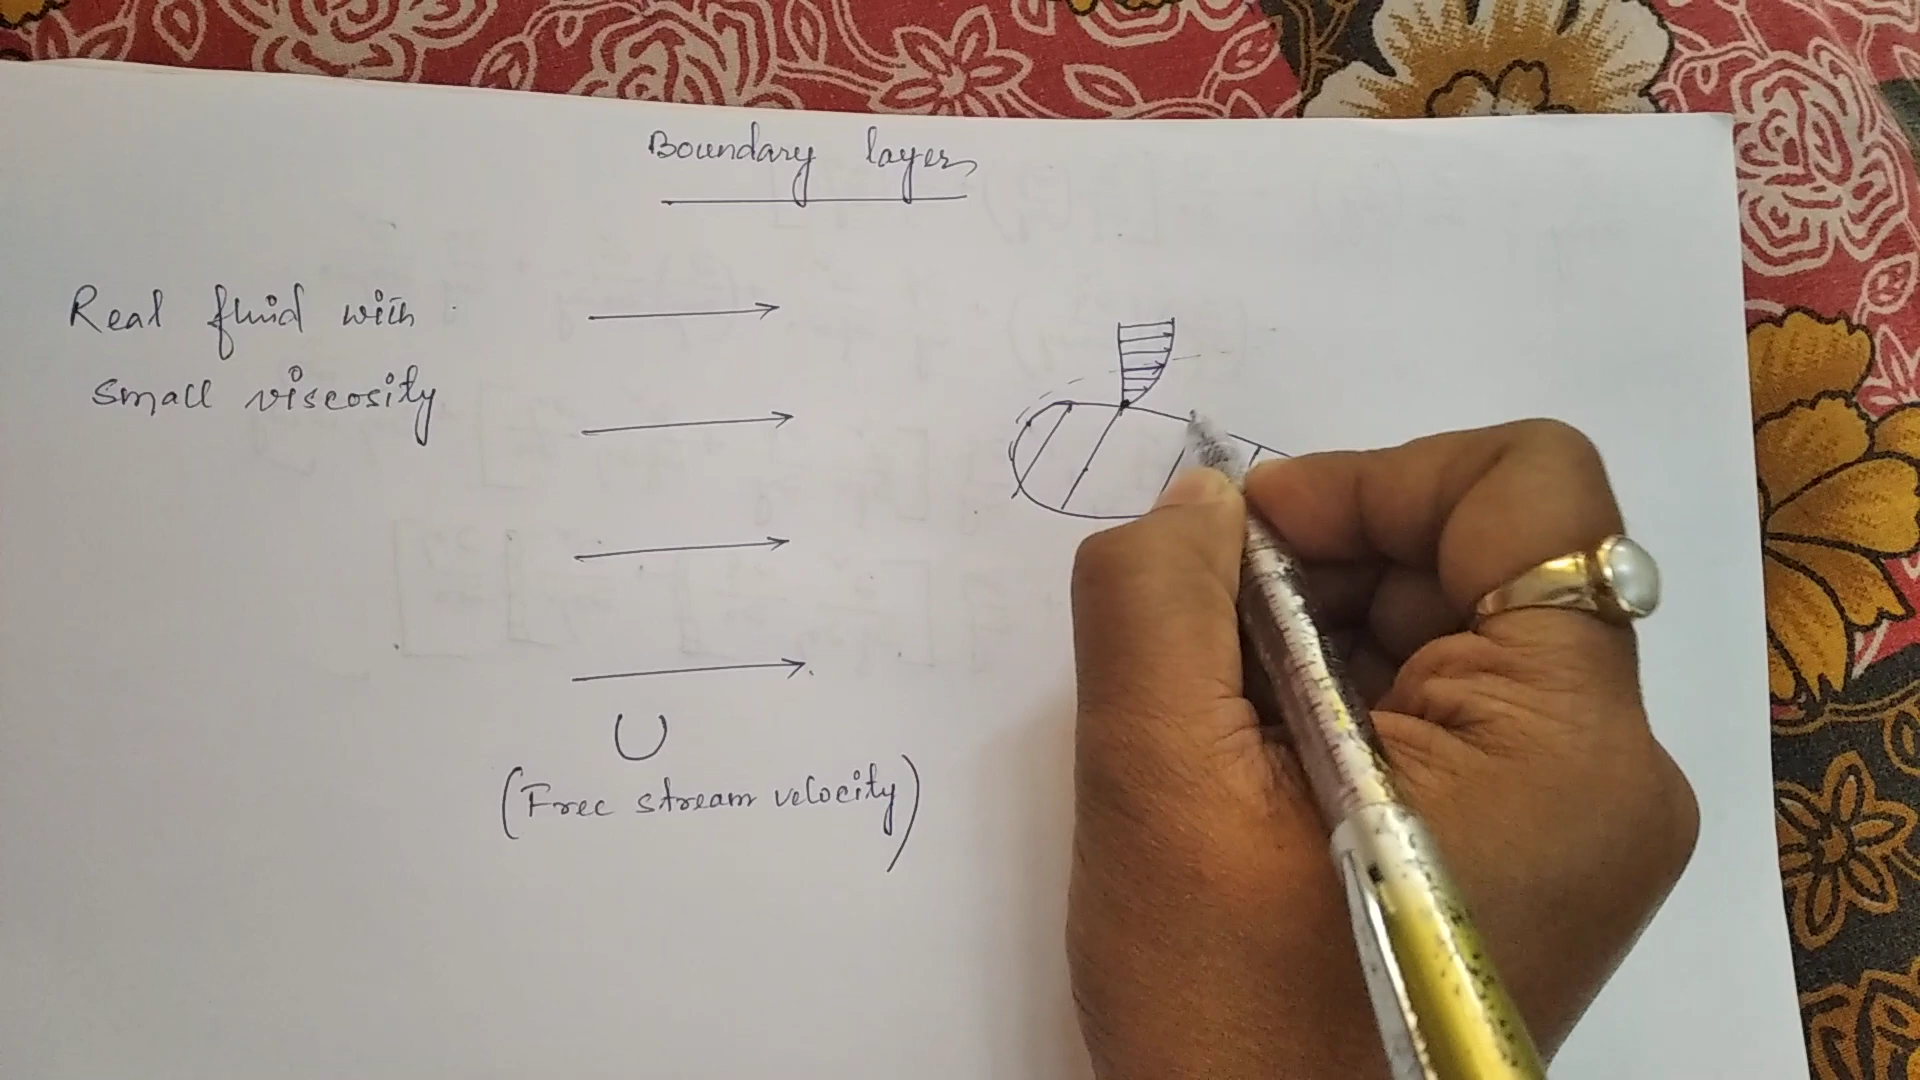 Boundary layer
Real fluid with
small viscosity
U
(Free stream velocity)